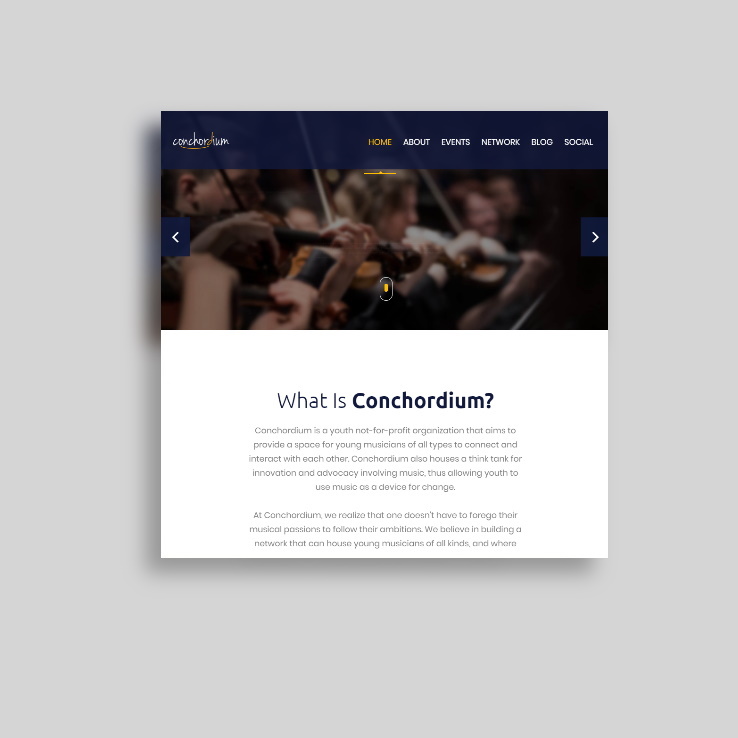 conchordium
HOME ABOUT EVENTS NETWORK BLOG SOCIAL
What Is Conchordium?
Conchordium is a youth not-for-profit organization that aims to
provide a space for young musicians of all types to connect and
interact with each other. Conchordium also houses a think tank for
innovation and advocacy involving music, thus allowing youth to
use music as a device for change.
At Conchordium, we realize that one doesn't have to forego their
musical passions to follow their ambitions. We believe in building a
network that can house young musicians of all kinds, and where